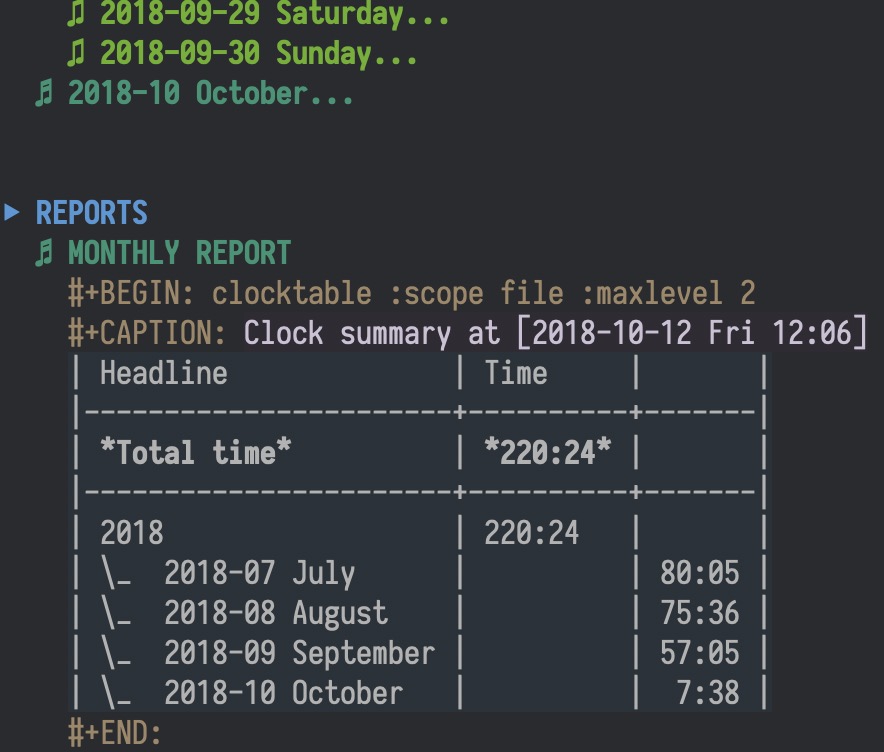 ♫ 2018-09-29 Saturday...
♫ 2018-09-30 Sunday...
♬ 2018-10 October...
▶ REPORTS
♬ MONTHLY REPORT
#+BEGIN: clocktable :scope file :maxlevel 2
#+CAPTION: Clock summary at [2018-10-12 Fri 12:06]
| Headline | Time | |
|-----------------------+----------+-------|
| *Total time* | *220:24* | |
|-----------------------+----------+-------|
| 2018 | 220:24 | |
| \_ 2018-07 July | | 80:05 |
| \_ 2018-08 August | | 75:36 |
| \_ 2018-09 September | | 57:05 |
| \_ 2018-10 October | | 7:38 |
#+END: